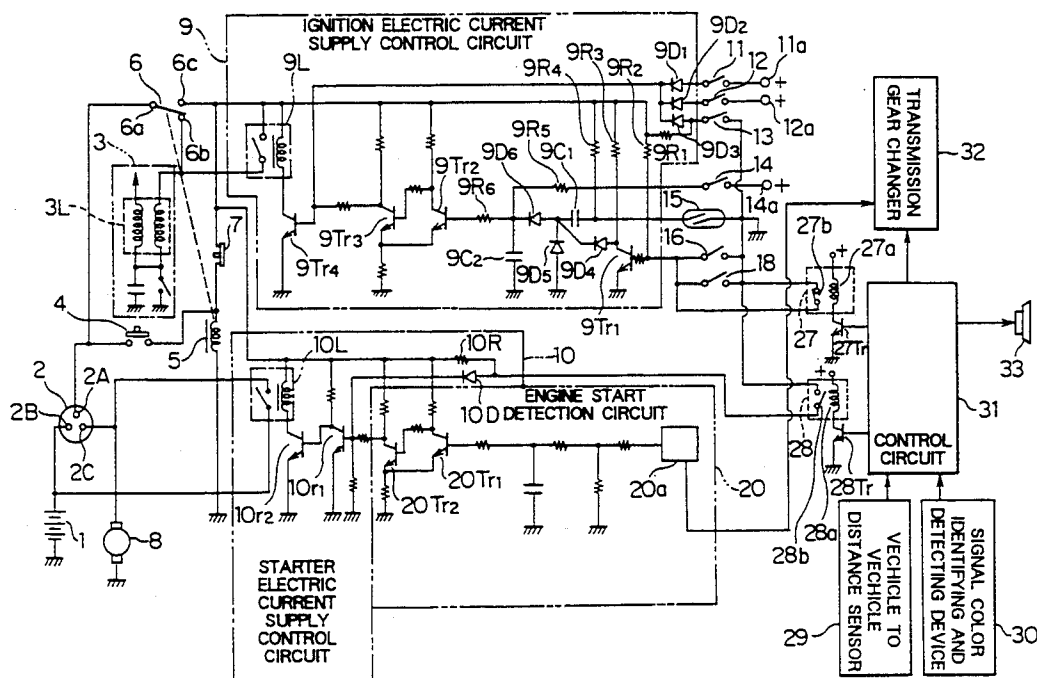 IGNITION ELECTRIC CURRENT
SUPPLY CONTROL CIRCUIT
9
6
6c
6a
6b
9L
9R4
9R3
9R2
9D1
9D2
11
12
11a
+
12a
+
13
9D3
9R1
9R5
9C1
9D6
9R6
9Tr2
9Tr3
9Tr4
9C2
9D5
9D4
9Tr1
14
+
14a
15
16
18
3
3L
7
4
5
2
2A
2B
2C
1
8
10L
10R
10
10D
ENGINE START
DETECTION CIRCUIT
10r1
10r2
20Tr1
20Tr2
20a
20
STARTER
ELECTRIC
CURRENT
SUPPLY
CONTROL
CIRCUIT
TRANSMISSION
GEAR CHANGER
32
27b
+
27a
27
27Tr
+
28
28Tr
28a
28b
CONTROL
CIRCUIT
31
33
VECHICLE TO
VECHICLE
DISTANCE SENSOR
29
SIGNAL COLOR
IDENTIFYING AND
DETECTING DEVICE
30